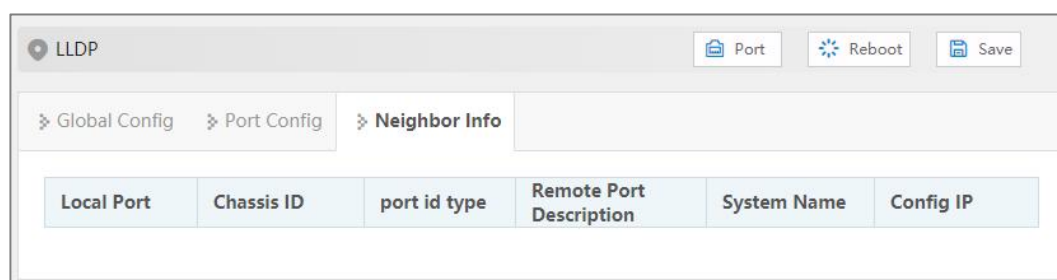 LLDP Port Reboot Save
Global Config Port Config Neighbor Info
Local Port Chassis ID port id type Remote Port Description System Name Config IP